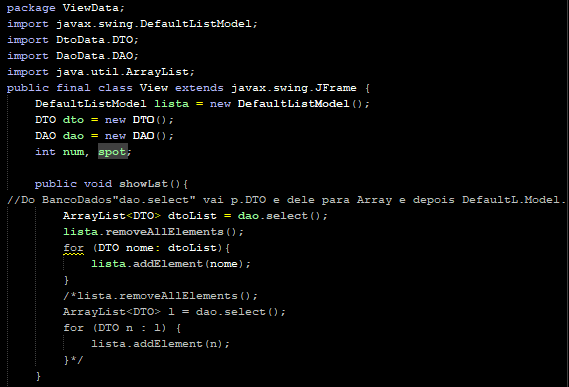 package ViewData;
import javax.swing.DefaultListModel;
import DtoData.DTO;
import DaoData.DAO;
import java.util.ArrayList;
public final class View extends javax.swing.JFrame {
    DefaultListModel lista = new DefaultListModel();
    DTO dto = new DTO();
    DAO dao = new DAO();
    int num, spot;

    public void showLst(){
//Do BancoDados"dao.select" vai p.DTO e dele para Array e depois DefaultL.Model.
        ArrayList<DTO> dtoList = dao.select();
        lista.removeAllElements();
        for (DTO nome: dtoList){
            lista.addElement(nome);
        }
        /*lista.removeAllElements();
        ArrayList<DTO> l = dao.select();
        for (DTO n : l) {
            lista.addElement(n);
        }*/
    }